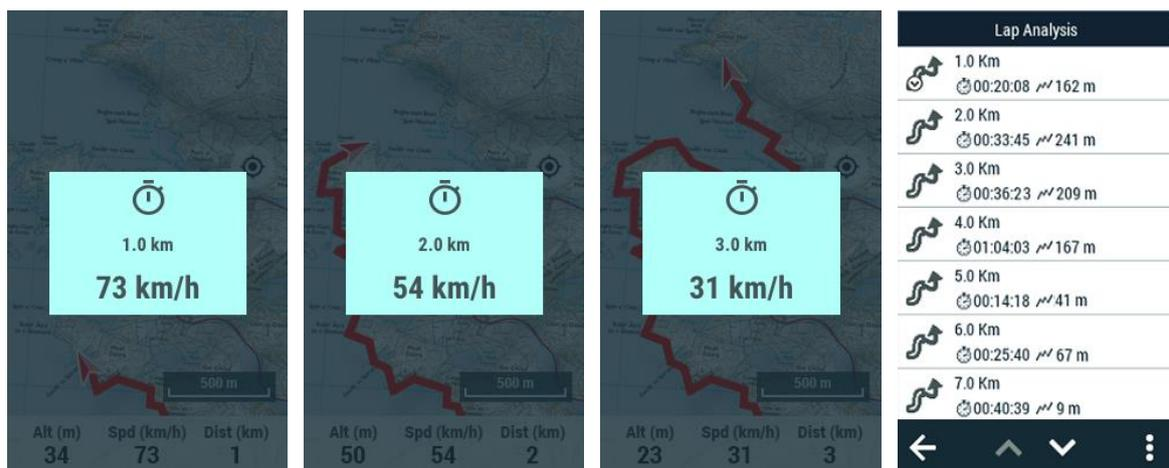 1.0 km
73 km/h
500 m
Alt (m) Spd (km/h) Dist (km)
34 73 1
2.0 km
54 km/h
500 m
Alt (m) Spd (km/h) Dist (km)
50 54 2
3.0 km
31 km/h
500 m
Alt (m) Spd (km/h) Dist (km)
23 31 3
Lap Analysis
1.0 Km
00:20:08 162 m
2.0 Km
00:33:45 241 m
3.0 Km
00:36:23 209 m
4.0 Km
01:04:03 167 m
5.0 Km
00:14:18 41 m
6.0 Km
00:25:40 67 m
7.0 Km
00:40:39 9 m